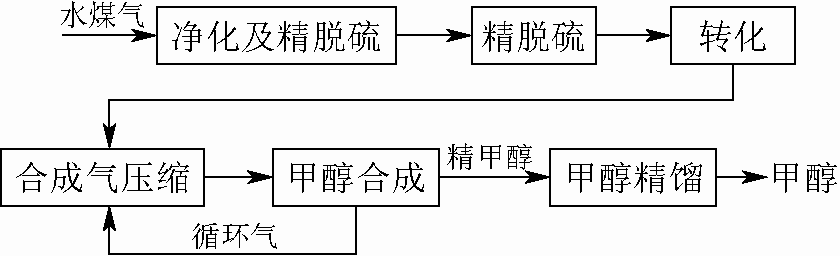 水煤气
净化及精脱硫
精脱硫
转化
合成气压缩
甲醇合成
精甲醇
甲醇精馏
甲醇
循环气